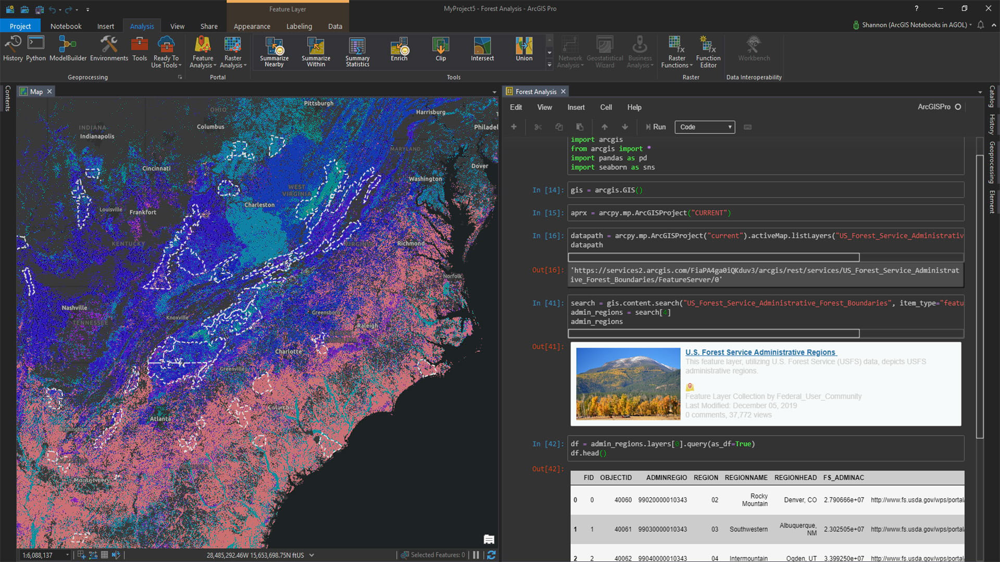 Feature Layer
MyProject5 - Forest Analysis - ArcGIS Pro
?
Project
Notebook
Insert
Analysis
View
Share
Appearance
Labeling
Data
Shannon (ArcGIS Notebooks in AGOL)
History
Python
ModelBuilder
Environments
Tools
Ready To
Use Tools
Feature
Analysis
Raster
Analysis
Summarize
Nearby
Summarize
Within
Summary
Statistics
Enrich
Clip
Intersect
Union
Network
Analysis
Geostatistical
Wizard
Business
Analysis
Raster
Functions
Function
Editor
Workbench
Geoprocessing
Portal
Tools
Raster
Data Interoperability
Contents
Map
Pittsburgh
OHIO
Harrisburg
Columbus
INDIANA
Indianapolis
Philadel
MARYLAND
Cincinnati
Dover
Washington
WEST
VIRGINIA
Charleston
Louisville
Frankfort
KENTUCKY
VIRGINIA
Richmond
Norfolk
Nashville
TENNESSEE
Knoxville
Greensboro
Raleigh
NORTH
Charlotte
Greenville
Columbia
Atlanta
Birmingham
Montgomery
1:6,088,137
28,485,292.46W 15,653,698.75N ftUS
Selected Features: 0
Forest Analysis
Edit
View
Insert
Cell
Help
ArcGISPro
Run
Code
import arcgis
from arcgis import *
import pandas as pd
import seaborn as sns
In [14]:
gis = arcgis.GIS()
In [15]:
aprx = arcpy.mp.ArcGISProject("CURRENT")
In [16]:
datapath = arcpy.mp.ArcGISProject("current").activeMap.listLayers("US_Forest_Service_Administrativ
datapath
Out[16]:
'https://services2.arcgis.com/FiaPA4ga0iQKduv3/arcgis/rest/services/US_Forest_Service_Administrat
ive_Forest_Boundaries/FeatureServer/0'
In [41]:
search = gis.content.search("US_Forest_Service_Administrative_Forest_Boundaries", item_type="featu
admin_regions = search[4]
admin_regions
Out[41]:
U.S. Forest Service Administrative Regions
This feature layer, utilizing U.S. Forest Service (USFS) data, depicts USFS
administrative regions.
Feature Layer Collection by Federal_User_Community
Last Modified: December 05, 2019
0 comments, 37,772 views
In [42]:
df = admin_regions.layers[0].query(as_df=True)
df.head()
Out[42]:
FID OBJECTID ADMINREGIO REGION REGIONNAME REGIONHEAD FS_ADMINAC
0 0 40060 99020000010343 02 Rocky Mountain Denver, CO 2.790666e+07 http://www.fs.usda.gov/wps/portal/
1 1 40061 99030000010343 03 Southwestern Albuquerque, NM 2.302505e+07 http://www.fs.usda.gov/wps/portal/
2 2 40062 99040000010343 04 Intermountain Ogden, UT 3.399250e+07 http://www.fs.usda.gov/wps/portal/
Catalog
History
Geoprocessing
Element